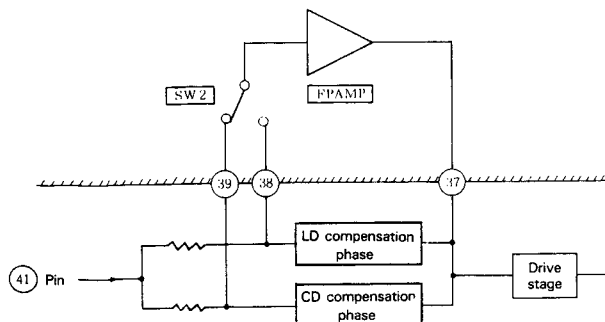 SW2
FPAMP
39
38
37
LD compensation
phase
41 Pin
CD compensation
phase
Drive
stage